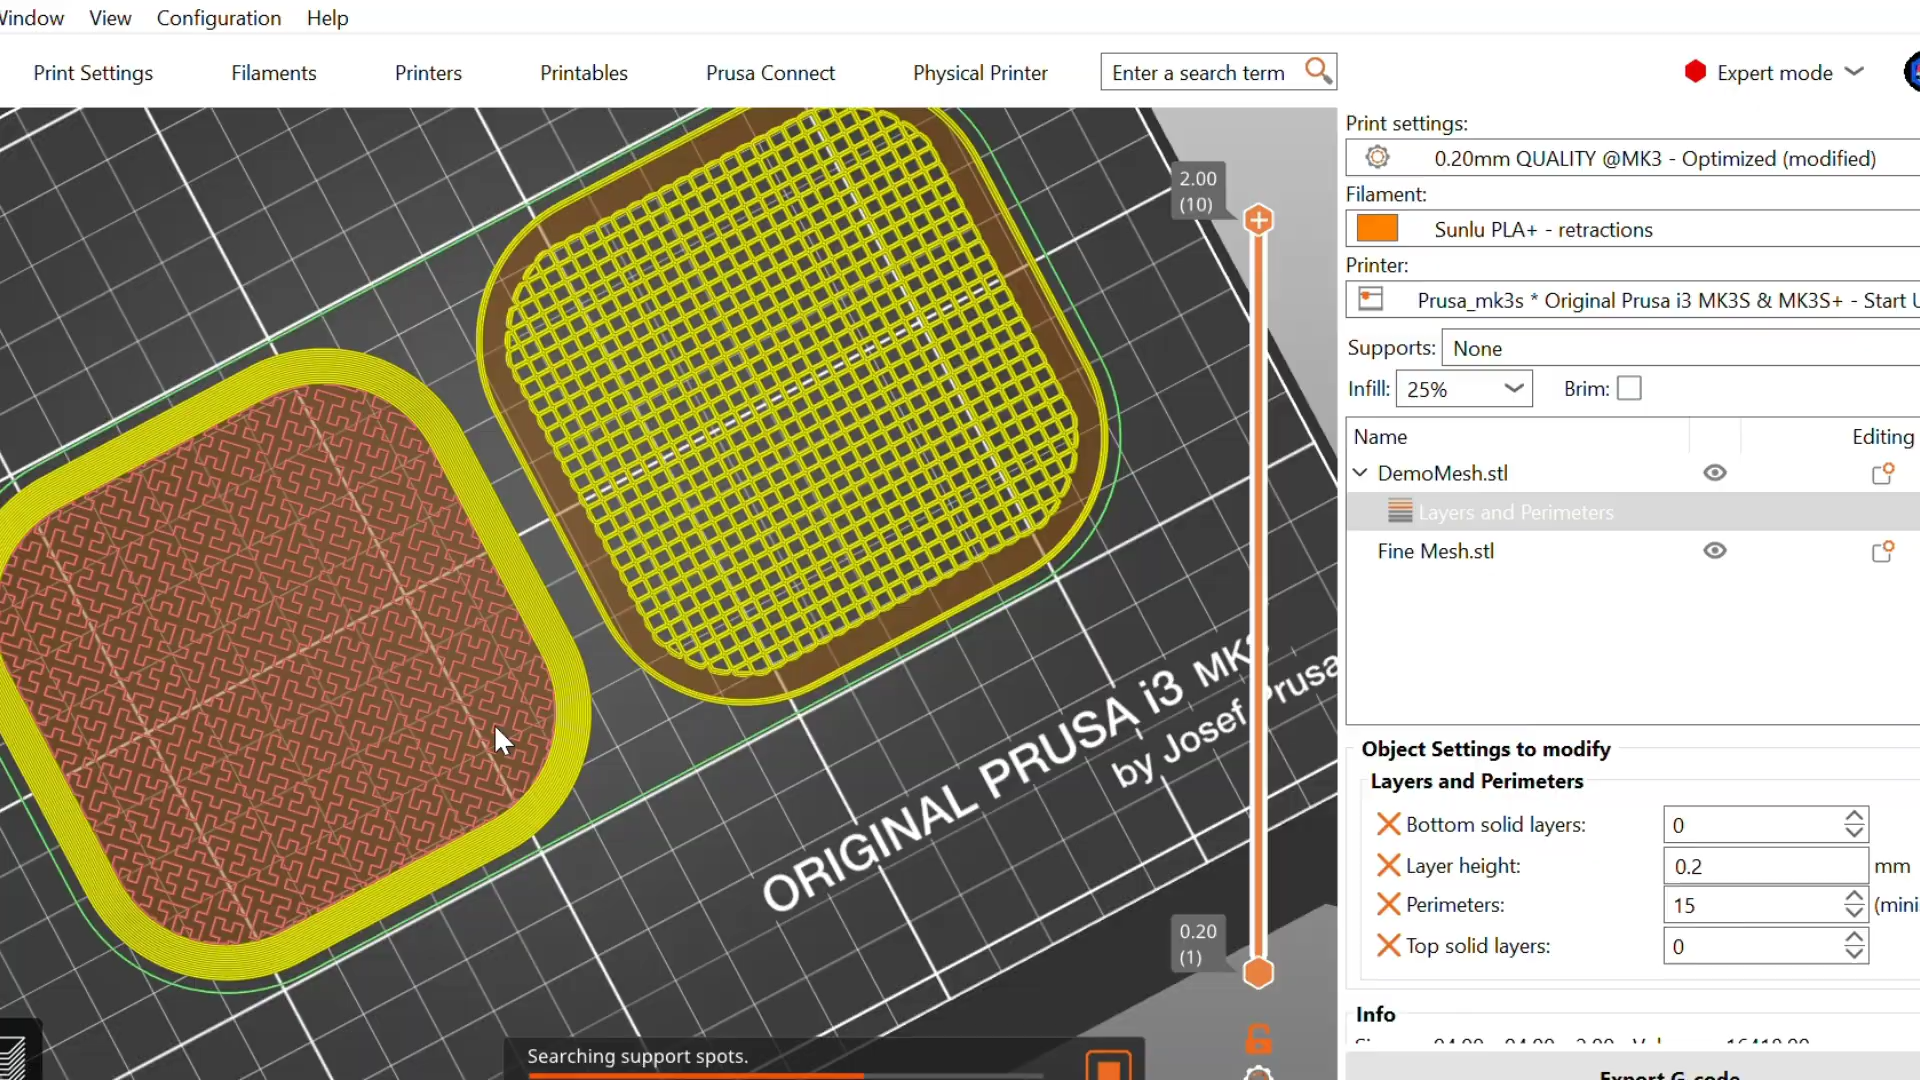 Window View Configuration Help
Print Settings Filaments Printers Printables Prusa Connect Physical Printer Enter a search term Expert mode
Print settings:
0.20mm QUALITY @MK3 - Optimized (modified)
2.00
(10)
Filament:
Sunlu PLA+ - retractions
Printer:
Prusa_mk3s * Original Prusa i3 MK3S & MK3S+ - Start
Supports: None
Infill: 25% Brim:
Name Editing
DemoMesh.stl
Layers and Perimeters
Fine Mesh.stl
ORIGINAL PRUSA i3
by Josef Prusa
Object Settings to modify
Layers and Perimeters
Bottom solid layers: 0
Layer height: 0.2 mm
Perimeters: 15 (mini
Top solid layers: 0
0.20
(1)
Info
Searching support spots.
Export G-code